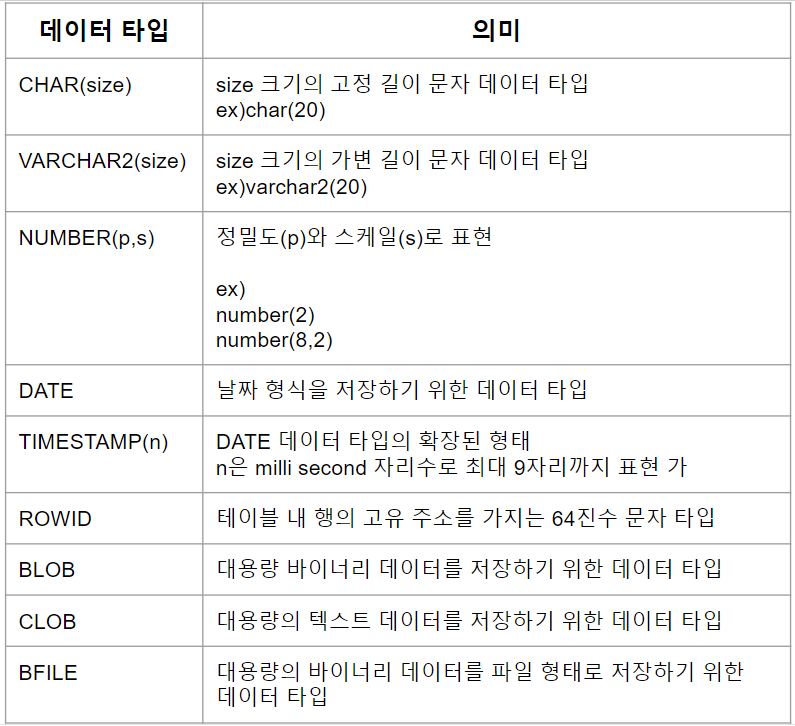 데이터 타입 의미
CHAR(size) size 크기의 고정 길이 문자 데이터 타입
ex)char(20)
VARCHAR2(size) size 크기의 가변 길이 문자 데이터 타입
ex)varchar2(20)
NUMBER(p,s) 정밀도(p)와 스케일(s)로 표현
ex)
number(2)
number(8,2)
DATE 날짜 형식을 저장하기 위한 데이터 타입
TIMESTAMP(n) DATE 데이터 타입의 확장된 형태
n은 milli second 자리수로 최대 9자리까지 표현 가
ROWID 테이블 내 행의 고유 주소를 가지는 64진수 문자 타입
BLOB 대용량 바이너리 데이터를 저장하기 위한 데이터 타입
CLOB 대용량의 텍스트 데이터를 저장하기 위한 데이터 타입
BFILE 대용량의 바이너리 데이터를 파일 형태로 저장하기 위한
데이터 타입